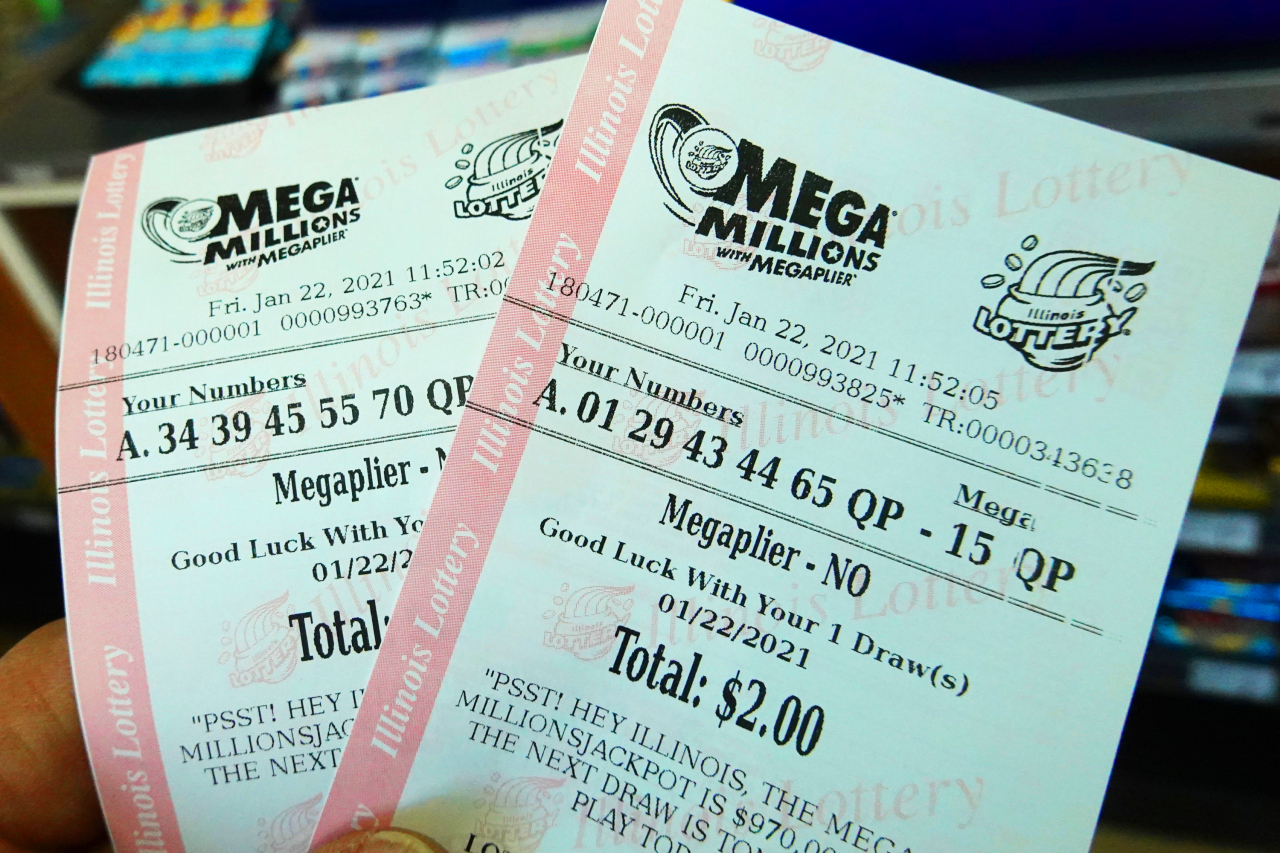 Illinois Lottery
MEGA
MILLIONS
WITH MEGAPLIER
Illinois
LOTTERY
Fri. Jan 22, 2021 11:52:02
180471-000001 0000993763*
Your Numbers
A. 34 39 45 55 70 QP
Megaplier -
Good Luck With
01/22/2
Total:
"PSST! HEY
THE NEXT
Illinois Lottery
MEGA
MILLIONS
WITH MEGAPLIER
Illinois
LOTTERY
Fri. Jan 22, 2021 11:52:05
180471-000001 0000993825* TR:0000343638
Your Numbers Mega
A. 01 29 43 44 65 QP - 15 QP
Megaplier - NO
Good Luck With Your 1 Draw(s)
01/22/2021
Total: $2.00
"PSST! HEY ILLINOIS, THE MEGA
MILLIONSJACKPOT IS $970,00
THE NEXT DRAW IS
PLAY